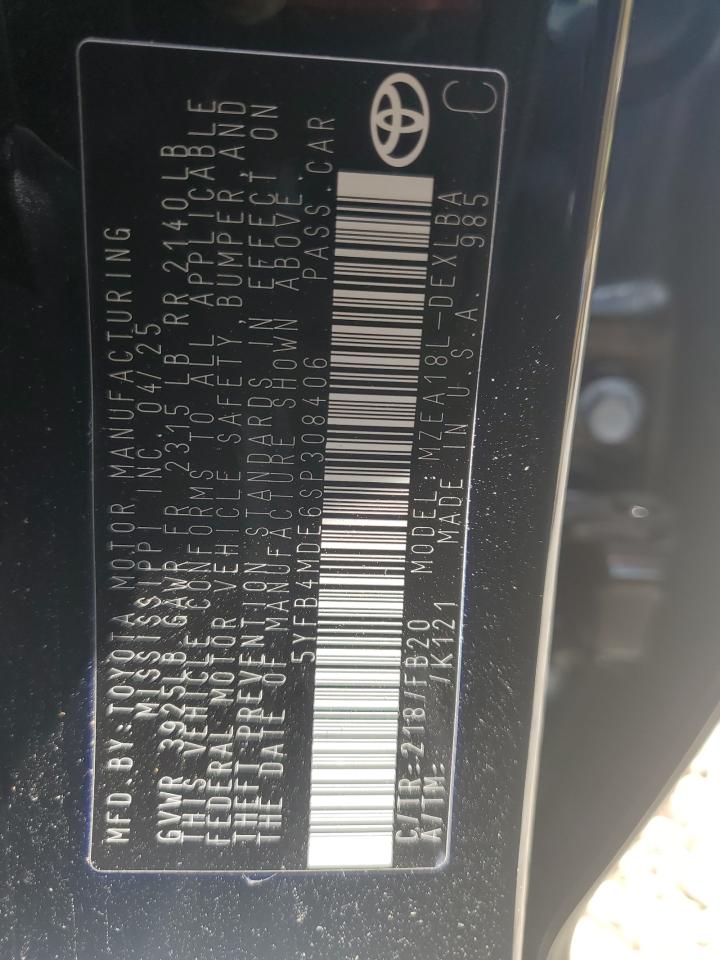 MFD.BY:TOYOTA MOTOR MANUFACTURING
MISSISSIPPI INC.04/25
GVWR 3925LB GAWR FR 2315 LB RR 2140LB
THIS VEHICLE CONFORMS TO ALL APPLICABLE
FEDERAL MOTOR VEHICLE SAFETY, BUMPER, AND
THEFT PREVENTION STANDARDS IN EFFECT ON
THE DATE OF MANUFACTURE SHOWN ABOVE.
5YFB4MDE6SP308406 PASS.CAR
C/TR:218/FB20 MODEL:MZEA18L-DEXLBA
A/TM: /K121 MADE IN U.S.A. 985
C